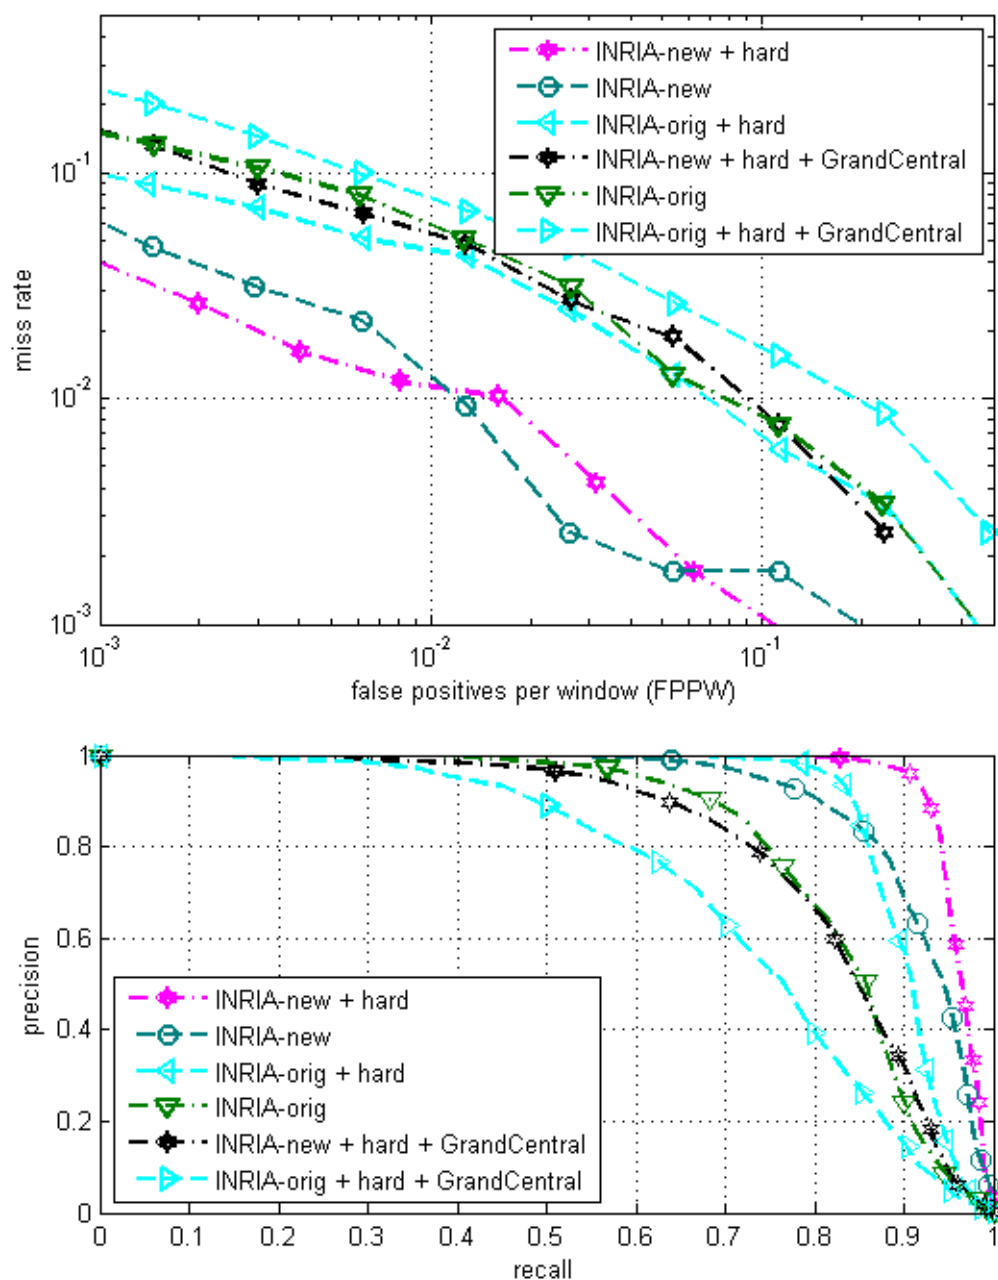 INRIA-new + hard
INRIA-new
INRIA-orig + hard
INRIA-new + hard + GrandCentral
INRIA-orig
INRIA-orig + hard + GrandCentral
10^-1
10^-2
10^-3
miss rate
10^-3 10^-2 10^-1
false positives per window (FPPW)
1
0.8
0.6
0.4
0.2
0
precision
INRIA-new + hard
INRIA-new
INRIA-orig + hard
INRIA-orig
INRIA-new + hard + GrandCentral
INRIA-orig + hard + GrandCentral
0 0.1 0.2 0.3 0.4 0.5 0.6 0.7 0.8 0.9 1
recall